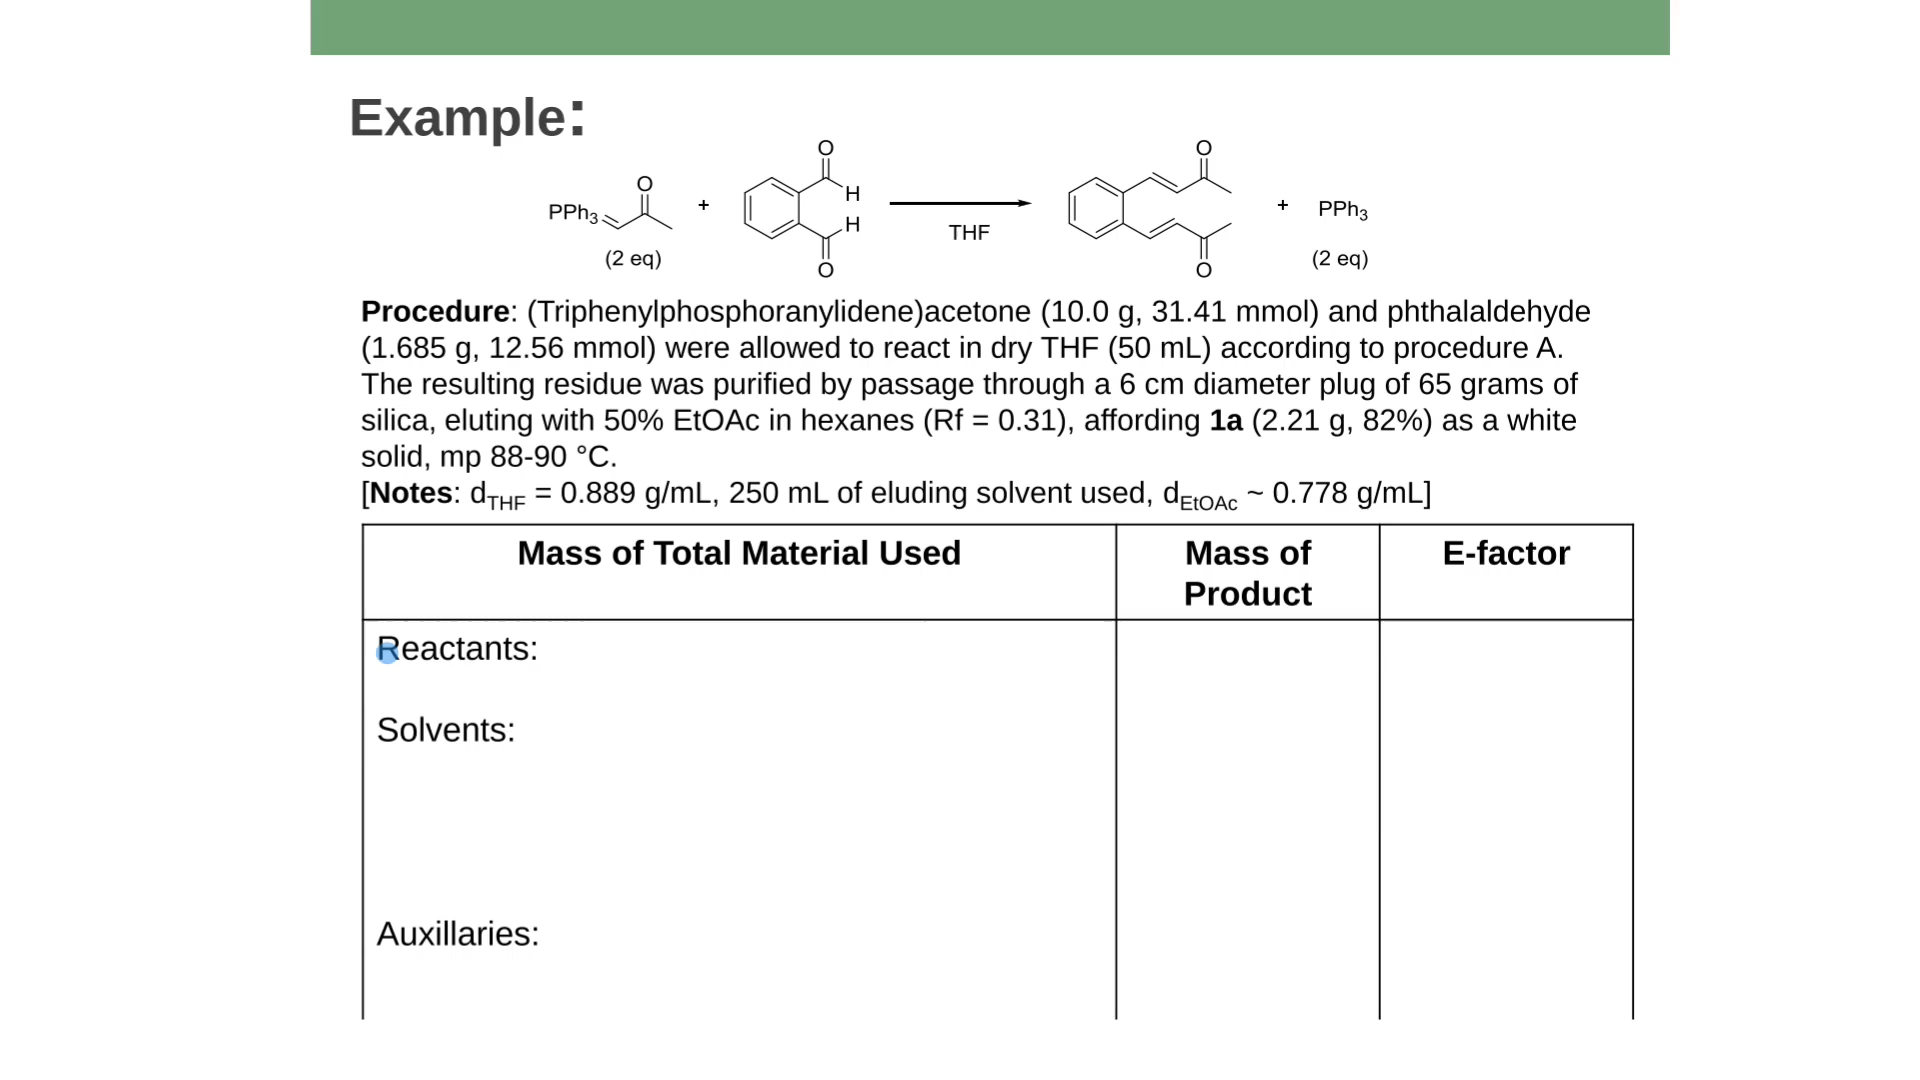 Example:
O
O
O
PPh3
+
H
H
THF
+
PPh3
(2 eq)
O
O
(2 eq)
Procedure: (Triphenylphosphoranylidene)acetone (10.0 g, 31.41 mmol) and phthalaldehyde
(1.685 g, 12.56 mmol) were allowed to react in dry THF (50 mL) according to procedure A.
The resulting residue was purified by passage through a 6 cm diameter plug of 65 grams of
silica, eluting with 50% EtOAc in hexanes (Rf = 0.31), affording 1a (2.21 g, 82%) as a white
solid, mp 88-90 °C.
[Notes: dTHF = 0.889 g/mL, 250 mL of eluding solvent used, dEtOAc ~ 0.778 g/mL]
Mass of Total Material Used
Mass of
Product
E-factor
Reactants:
Solvents:
Auxillaries: